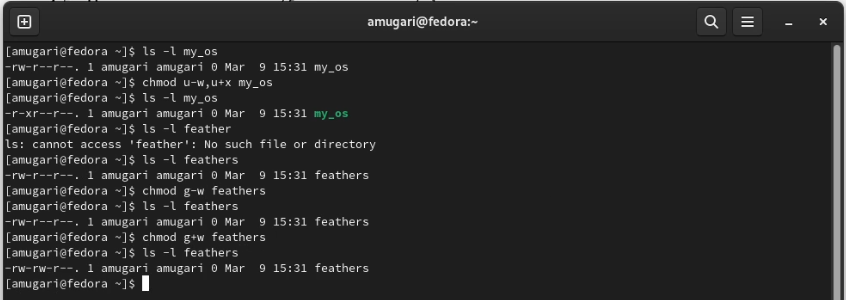 amugari@fedora:~
[amugari@fedora ~]$ ls -l my_os
-rw-r--r--. 1 amugari amugari 0 Mar  9 15:31 my_os
[amugari@fedora ~]$ chmod u-w,u+x my_os
[amugari@fedora ~]$ ls -l my_os
-r-xr--r--. 1 amugari amugari 0 Mar  9 15:31 my_os
[amugari@fedora ~]$ ls -l feather
ls: cannot access 'feather': No such file or directory
[amugari@fedora ~]$ ls -l feathers
-rw-r--r--. 1 amugari amugari 0 Mar  9 15:31 feathers
[amugari@fedora ~]$ chmod g-w feathers
[amugari@fedora ~]$ ls -l feathers
-rw-r--r--. 1 amugari amugari 0 Mar  9 15:31 feathers
[amugari@fedora ~]$ chmod g+w feathers
[amugari@fedora ~]$ ls -l feathers
-rw-rw-r--. 1 amugari amugari 0 Mar  9 15:31 feathers
[amugari@fedora ~]$